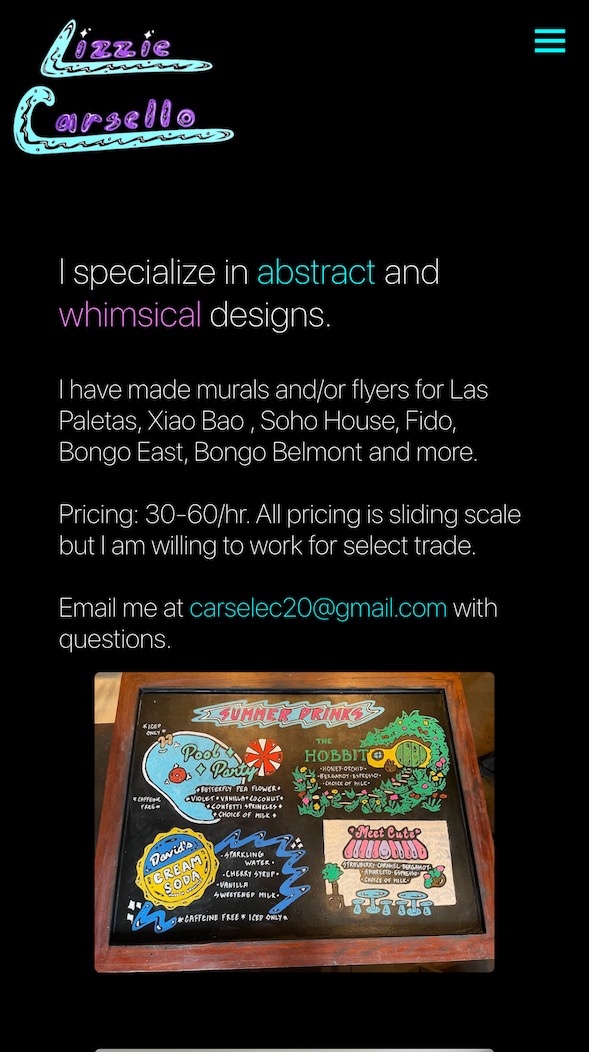 Lizzie
Carsello
I specialize in abstract and
whimsical designs.
I have made murals and/or flyers for Las
Paletas, Xiao Bao , Soho House, Fido,
Bongo East, Bongo Belmont and more.
Pricing: 30-60/hr. All pricing is sliding scale
but I am willing to work for select trade.
Email me at carselec20@gmail.com with
questions.
SUMMER DRINKS
*ICED
ONLY*
Pool
Party
*CAFFEINE
FREE*
*BUTTERFLY PEA FLOWER*
*VIOLET*VANILLA*COCONUT*
*CONFETTI SPRINKLES*
*CHOICE OF MILK*
THE
HOBBIT
·HONEY·ORCHID·
·BERGAMOT·ESPRESSO·
·CHOICE OF MILK·
David's
CREAM
SODA
·SPARKLING
WATER·
·CHERRY SYRUP·
·VANILLA
SWEETENED MILK·
*CAFFEINE FREE * ICED ONLY*
Meet Cute
STRAWBERRY·CARAMEL·BERGAMOT·
·AMARETTO·ESPRESSO·
·CHOICE OF MILK·